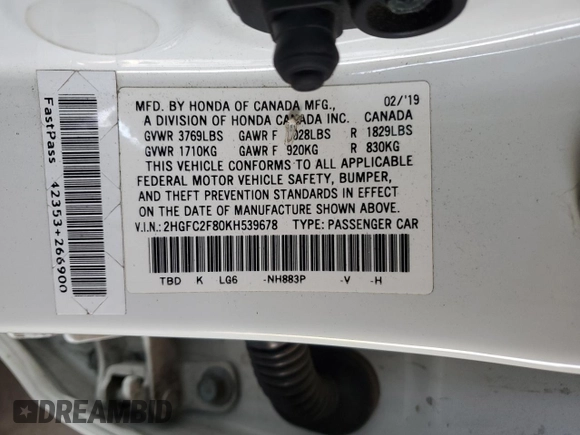 FastPass 42353+266900
MFD. BY HONDA OF CANADA MFG., 02/'19
A DIVISION OF HONDA CANADA INC. CANADA
GVWR 3769LBS GAWR F 028LBS R 1829LBS
GVWR 1710KG GAWR F 920KG R 830KG
THIS VEHICLE CONFORMS TO ALL APPLICABLE
FEDERAL MOTOR VEHICLE SAFETY, BUMPER,
AND THEFT PREVENTION STANDARDS IN EFFECT
ON THE DATE OF MANUFACTURE SHOWN ABOVE.
V.I.N.: 2HGFC2F80KH539678 TYPE: PASSENGER CAR
TBD K LG6 -NH883P -V -H
DREAMBID